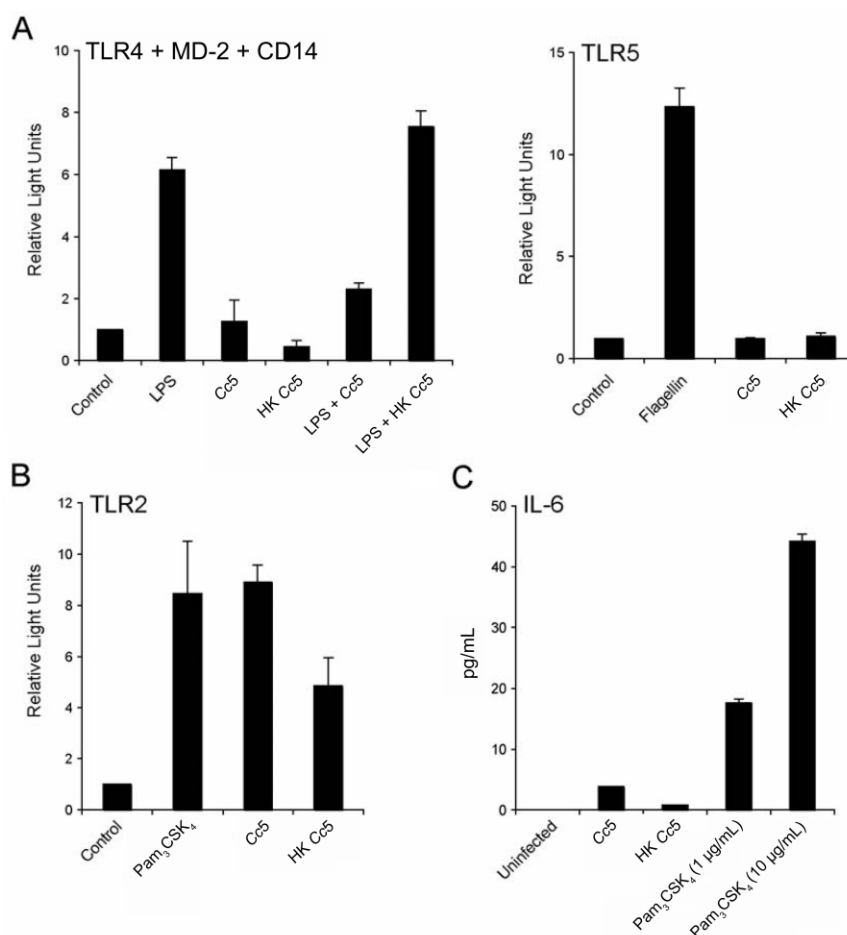 A
TLR4 + MD-2 + CD14
10
8
6
4
2
0
Relative Light Units
Control
LPS
Cc5
HK Cc5
LPS + Cc5
LPS + HK Cc5
TLR5
15
10
5
0
Relative Light Units
Control
Flagellin
Cc5
HK Cc5
B
TLR2
12
10
8
6
4
2
0
Relative Light Units
Control
Pam₃CSK₄
Cc5
HK Cc5
C
IL-6
50
40
30
20
10
0
pg/mL
Uninfected
Cc5
HK Cc5
Pam₃CSK₄ (1 µg/mL)
Pam₃CSK₄ (10 µg/mL)